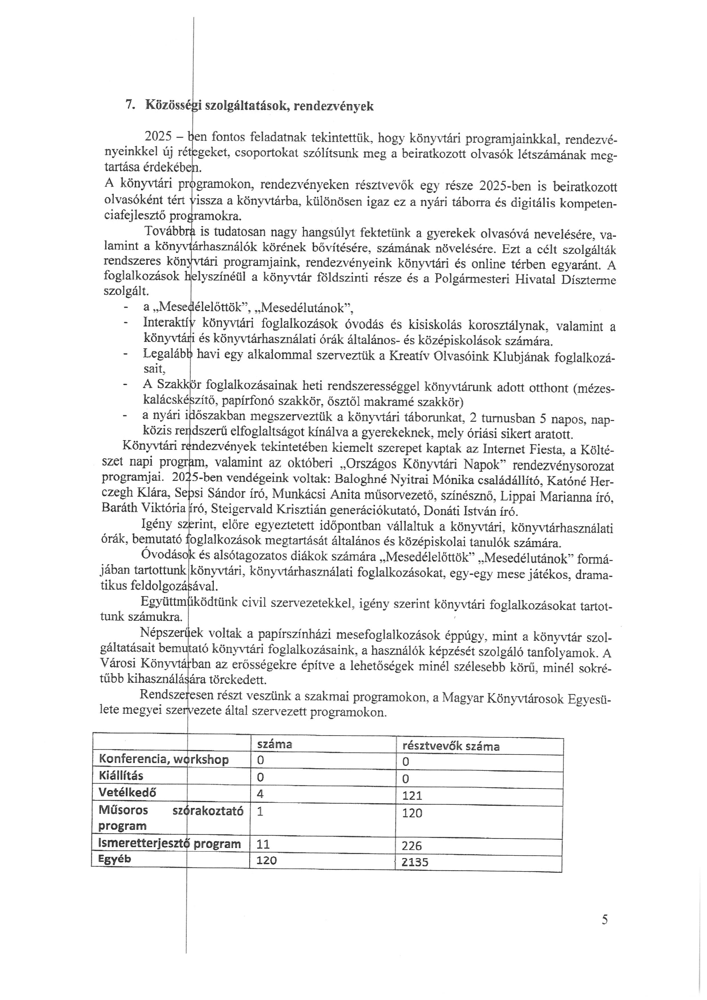 7. Közösségi szolgáltatások, rendezvények
2025 – ben fontos feladatnak tekintettük, hogy könyvtári programjainkkal, rendezvé-
nyeinkkel új rétegeket, csoportokat szólítsunk meg a beiratkozott olvasók létszámának meg-
tartása érdekében.
A könyvtári programokon, rendezvényeken résztvevők egy része 2025-ben is beiratkozott
olvasóként tért vissza a könyvtárba, különösen igaz ez a nyári táborra és digitális kompeten-
ciafejlesztő programokra.
Továbbra is tudatosan nagy hangsúlyt fektetünk a gyerekek olvasóvá nevelésére, va-
lamint a könyvtárhasználók körének bővítésére, számának növelésére. Ezt a célt szolgálták
rendszeres könyvtári programjaink, rendezvényeink könyvtári és online térben egyaránt. A
foglalkozások helyszínéül a könyvtár földszinti része és a Polgármesteri Hivatal Díszterme
szolgált.
- a „Mesedélelőttök”, „Mesedélutánok”,
- Interaktív könyvtári foglalkozások óvodás és kisiskolás korosztálynak, valamint a
könyvtári és könyvtárhasználati órák általános- és középiskolások számára.
- Legalább havi egy alkalommal szerveztük a Kreatív Olvasóink Klubjának foglalkozá-
sait,
- A Szakkör foglalkozásainak heti rendszerességgel könyvtárunk adott otthont (mézes-
kalácskészítő, papírfonó szakkör, ősztől makramé szakkör)
- a nyári időszakban megszerveztük a könyvtári táborunkat, 2 turnusban 5 napos, nap-
közis rendszerű elfoglaltságot kínálva a gyerekeknek, mely óriási sikert aratott.
Könyvtári rendezvények tekintetében kiemelt szerepet kaptak az Internet Fiesta, a Költé-
szet napi program, valamint az októberi „Országos Könyvtári Napok” rendezvénysorozat
programjai. 2025-ben vendégeink voltak: Baloghné Nyitrai Mónika családállító, Katóné Her-
czegh Klára, Sepsi Sándor író, Munkácsi Anita műsorvezető, színésznő, Lippai Marianna író,
Baráth Viktória író, Steigervald Krisztián generációkutató, Donáti István író.
Igény szerint, előre egyeztetett időpontban vállaltuk a könyvtári, könyvtárhasználati
órák, bemutató foglalkozások megtartását általános és középiskolai tanulók számára.
Óvodások és alsótagozatos diákok számára „Mesedélelőttök” „Mesedélutánok” formá-
jában tartottunk könyvtári, könyvtárhasználati foglalkozásokat, egy-egy mese játékos, drama-
tikus feldolgozásával.
Együttműködtünk civil szervezetekkel, igény szerint könyvtári foglalkozásokat tartot-
tunk számukra.
Népszerűek voltak a papírszínházi mesefoglalkozások éppúgy, mint a könyvtár szol-
gáltatásait bemutató könyvtári foglalkozásaink, a használók képzését szolgáló tanfolyamok. A
Városi Könyvtárban az erősségekre építve a lehetőségek minél szélesebb körű, minél sokré-
tűbb kihasználására törekedett.
Rendszeresen részt veszünk a szakmai programokon, a Magyar Könyvtárosok Egyesü-
lete megyei szervezete által szervezett programokon.
száma résztvevők száma
Konferencia, workshop 0 0
Kiállítás 0 0
Vetélkedő 4 121
Műsoros szórakoztató 1 120
program
Ismeretterjesztő program 11 226
Egyéb 120 2135
5